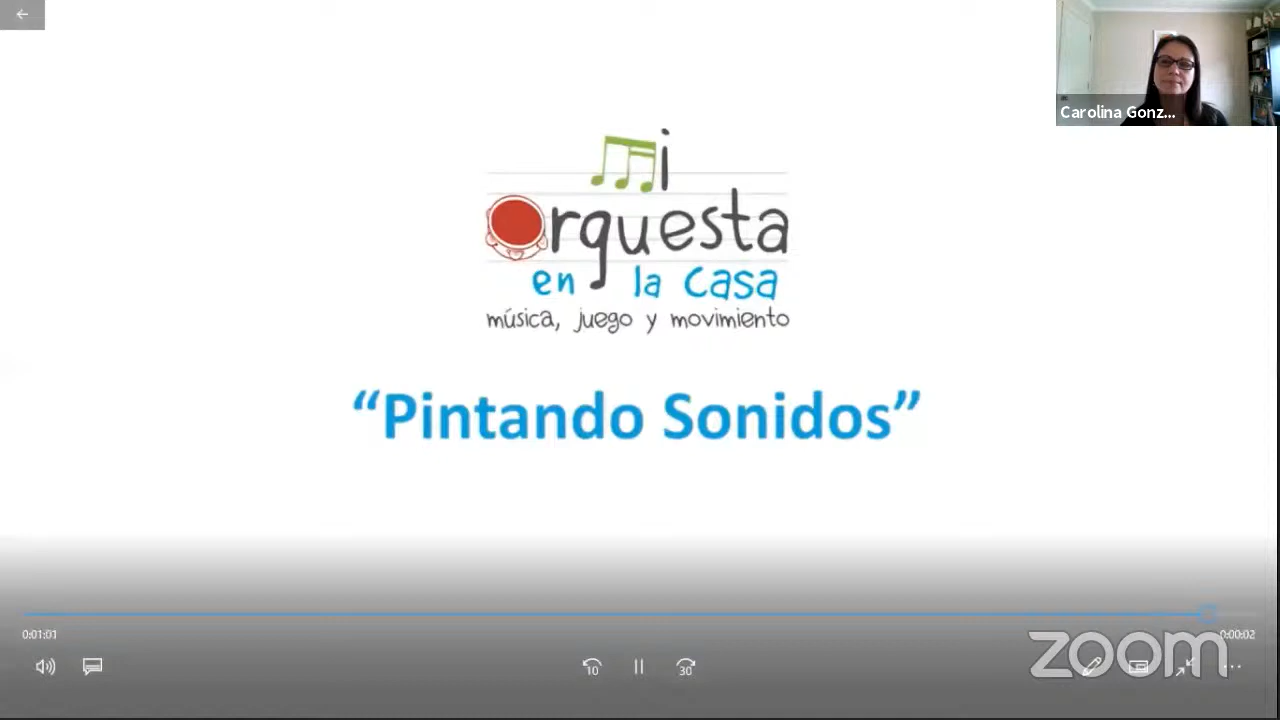 Carolina Gonz...
mi
orquesta
en la casa
música, juego y movimiento
“Pintando Sonidos”
0:01:01
0:00:02
10
30
zoom